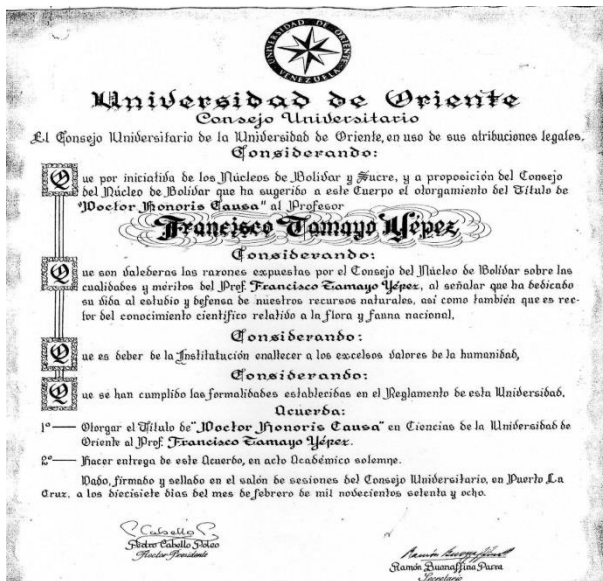 UNIVERSIDAD DE ORIENTE
VENEZUELA
Universidad de Oriente
Consejo Universitario
El Consejo Universitario de la Universidad de Oriente, en uso de sus atribuciones legales,
Considerando:
Que por iniciativa de los Núcleos de Bolívar y Sucre, y a proposición del Consejo
del Núcleo de Bolívar que ha sugerido a este Cuerpo el otorgamiento del Título de
"Doctor Honoris Causa" al Profesor
Francisco Tamayo Yépez
Considerando:
Que son valederas las razones expuestas por el Consejo del Núcleo de Bolívar sobre las
cualidades y méritos del Prof. Francisco Tamayo Yépez, al señalar que ha dedicado
su vida al estudio y defensa de nuestros recursos naturales, así como también que es rec-
tor del conocimiento científico relativo a la flora y fauna nacional,
Considerando:
Que es deber de la Institutución enaltecer a los excelsos valores de la humanidad,
Considerando:
Que se han cumplido las formalidades establecidas en el Reglamento de esta Universidad,
Acuerda:
1º — Otorgar el Título de "Doctor Honoris Causa" en Ciencias de la Universidad de
Oriente al Prof. Francisco Tamayo Yépez.
2º — Hacer entrega de este Acuerdo, en acto Académico solemne.
Dado, firmado y sellado en el salón de sesiones del Consejo Universitario, en Puerto La
Cruz, a los diecisiete días del mes de febrero de mil novecientos setenta y ocho.
P. Cabello P.
Pedro Cabello Poleo
Rector-Presidente
Ramón Buonaffina
Ramón Buonaffina Parra
Secretario